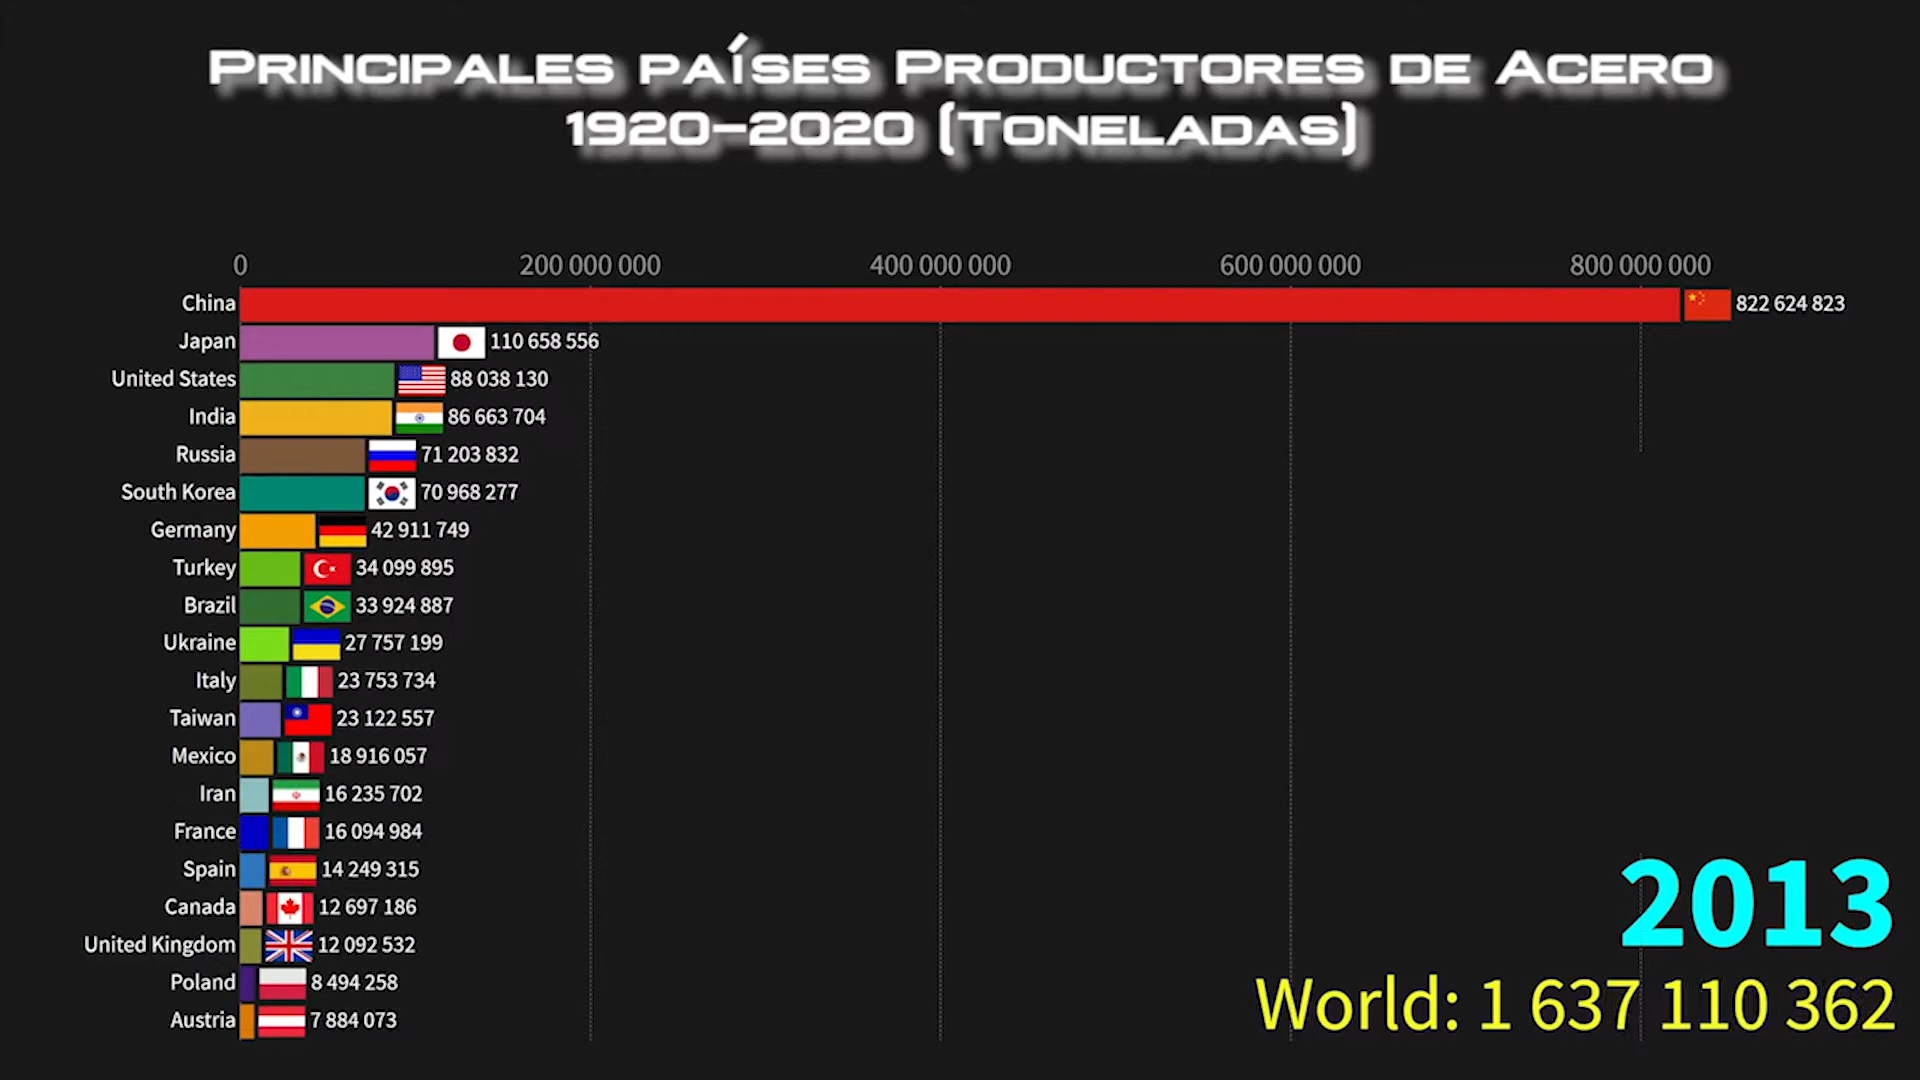 Principales países Productores de Acero
1920-2020 (Toneladas)
0 200 000 000 400 000 000 600 000 000 800 000 000
China 822 624 823
Japan 110 658 556
United States 88 038 130
India 86 663 704
Russia 71 203 832
South Korea 70 968 277
Germany 42 911 749
Turkey 34 099 895
Brazil 33 924 887
Ukraine 27 757 199
Italy 23 753 734
Taiwan 23 122 557
Mexico 18 916 057
Iran 16 235 702
France 16 094 984
Spain 14 249 315
Canada 12 697 186
United Kingdom 12 092 532
Poland 8 494 258
Austria 7 884 073
2013
World: 1 637 110 362